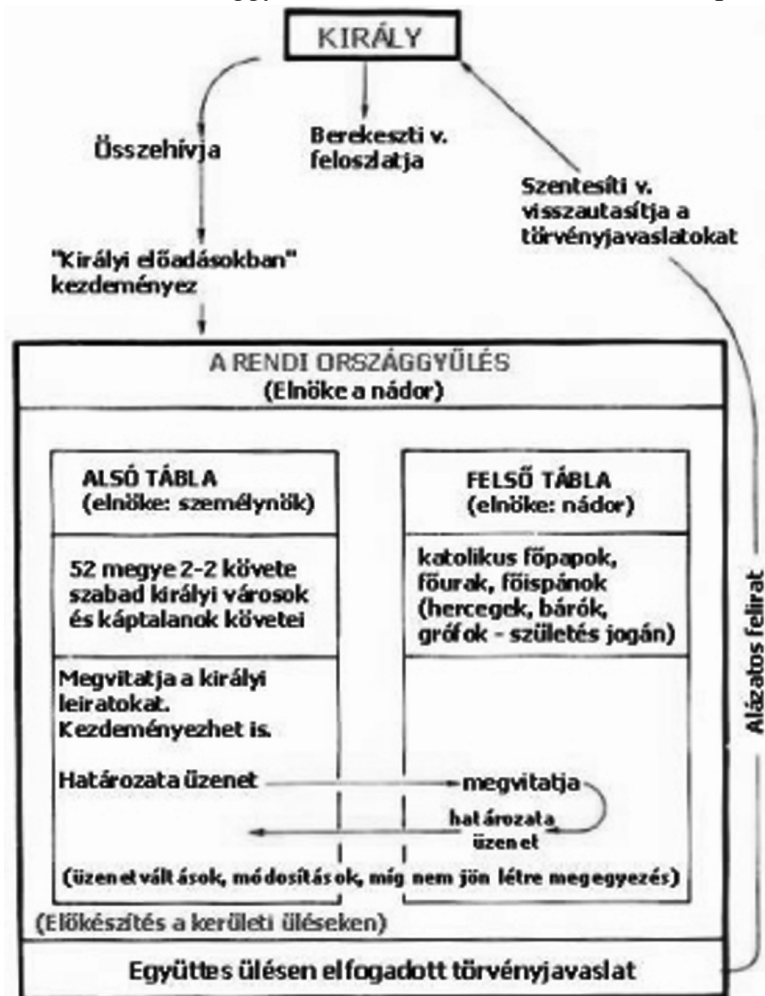 KIRÁLY
Összehívja
Berekeszti v.
feloszlatja
Szentesíti v.
visszautasítja a
törvényjavaslatokat
"Királyi előadásokban"
kezdeményez
A RENDI ORSZÁGGYŰLÉS
(Elnöke a nádor)
ALSÓ TÁBLA
(elnöke: személynök)
52 megye 2-2 követe
szabad királyi városok
és káptalanok követei
Megvitatja a királyi
leiratokat.
Kezdeményezhet is.
Határozata üzenet
FELSŐ TÁBLA
(elnöke: nádor)
katolikus főpapok,
főurak, főispánok
(hercegek, bárók,
grófok - születés jogán)
megvitatja
határozata
üzenet
(üzenetváltások, módosítások, míg nem jön létre megegyezés)
(Előkészítés a kerületi üléseken)
Együttes ülésen elfogadott törvényjavaslat
Alázatos felirat